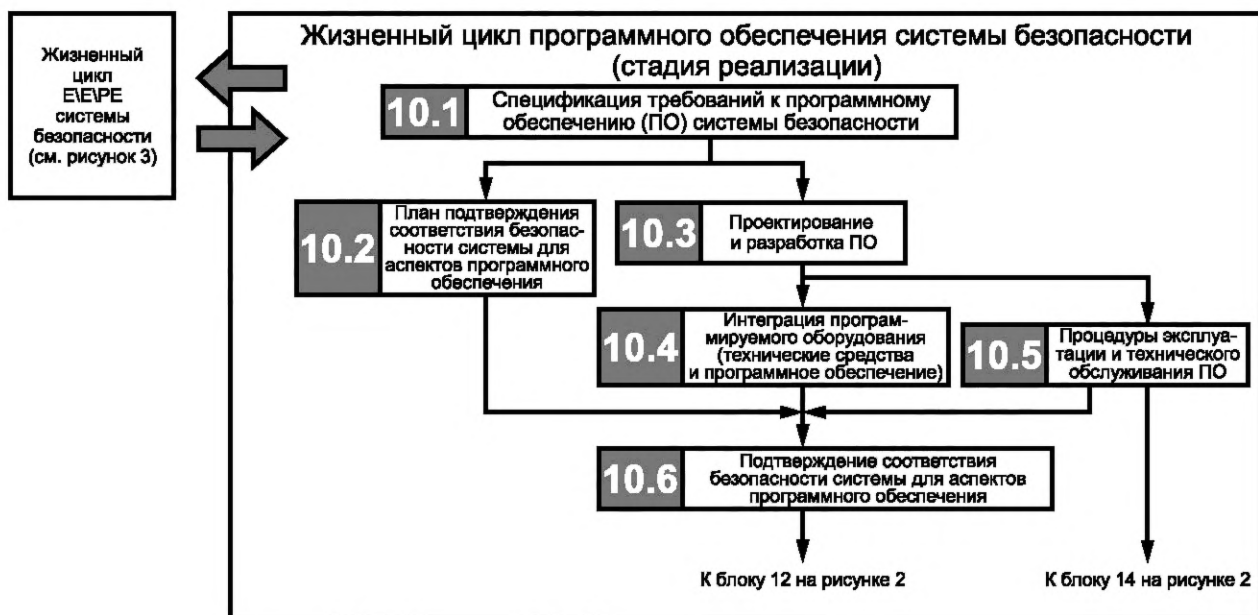 Жизненный
цикл
E\E\PE
системы
безопасности
(см. рисунок 3)
Жизненный цикл программного обеспечения системы безопасности
(стадия реализации)
10.1
Спецификация требований к программному
обеспечению (ПО) системы безопасности
10.2
План подтверждения
соответствия безопас-
ности системы для
аспектов программного
обеспечения
10.3
Проектирование
и разработка ПО
10.4
Интеграция програм-
мируемого оборудования
(технические средства
и программное обеспечение)
10.5
Процедуры эксплуа-
тации и технического
обслуживания ПО
10.6
Подтверждение соответствия
безопасности системы для аспектов
программного обеспечения
К блоку 12 на рисунке 2
К блоку 14 на рисунке 2